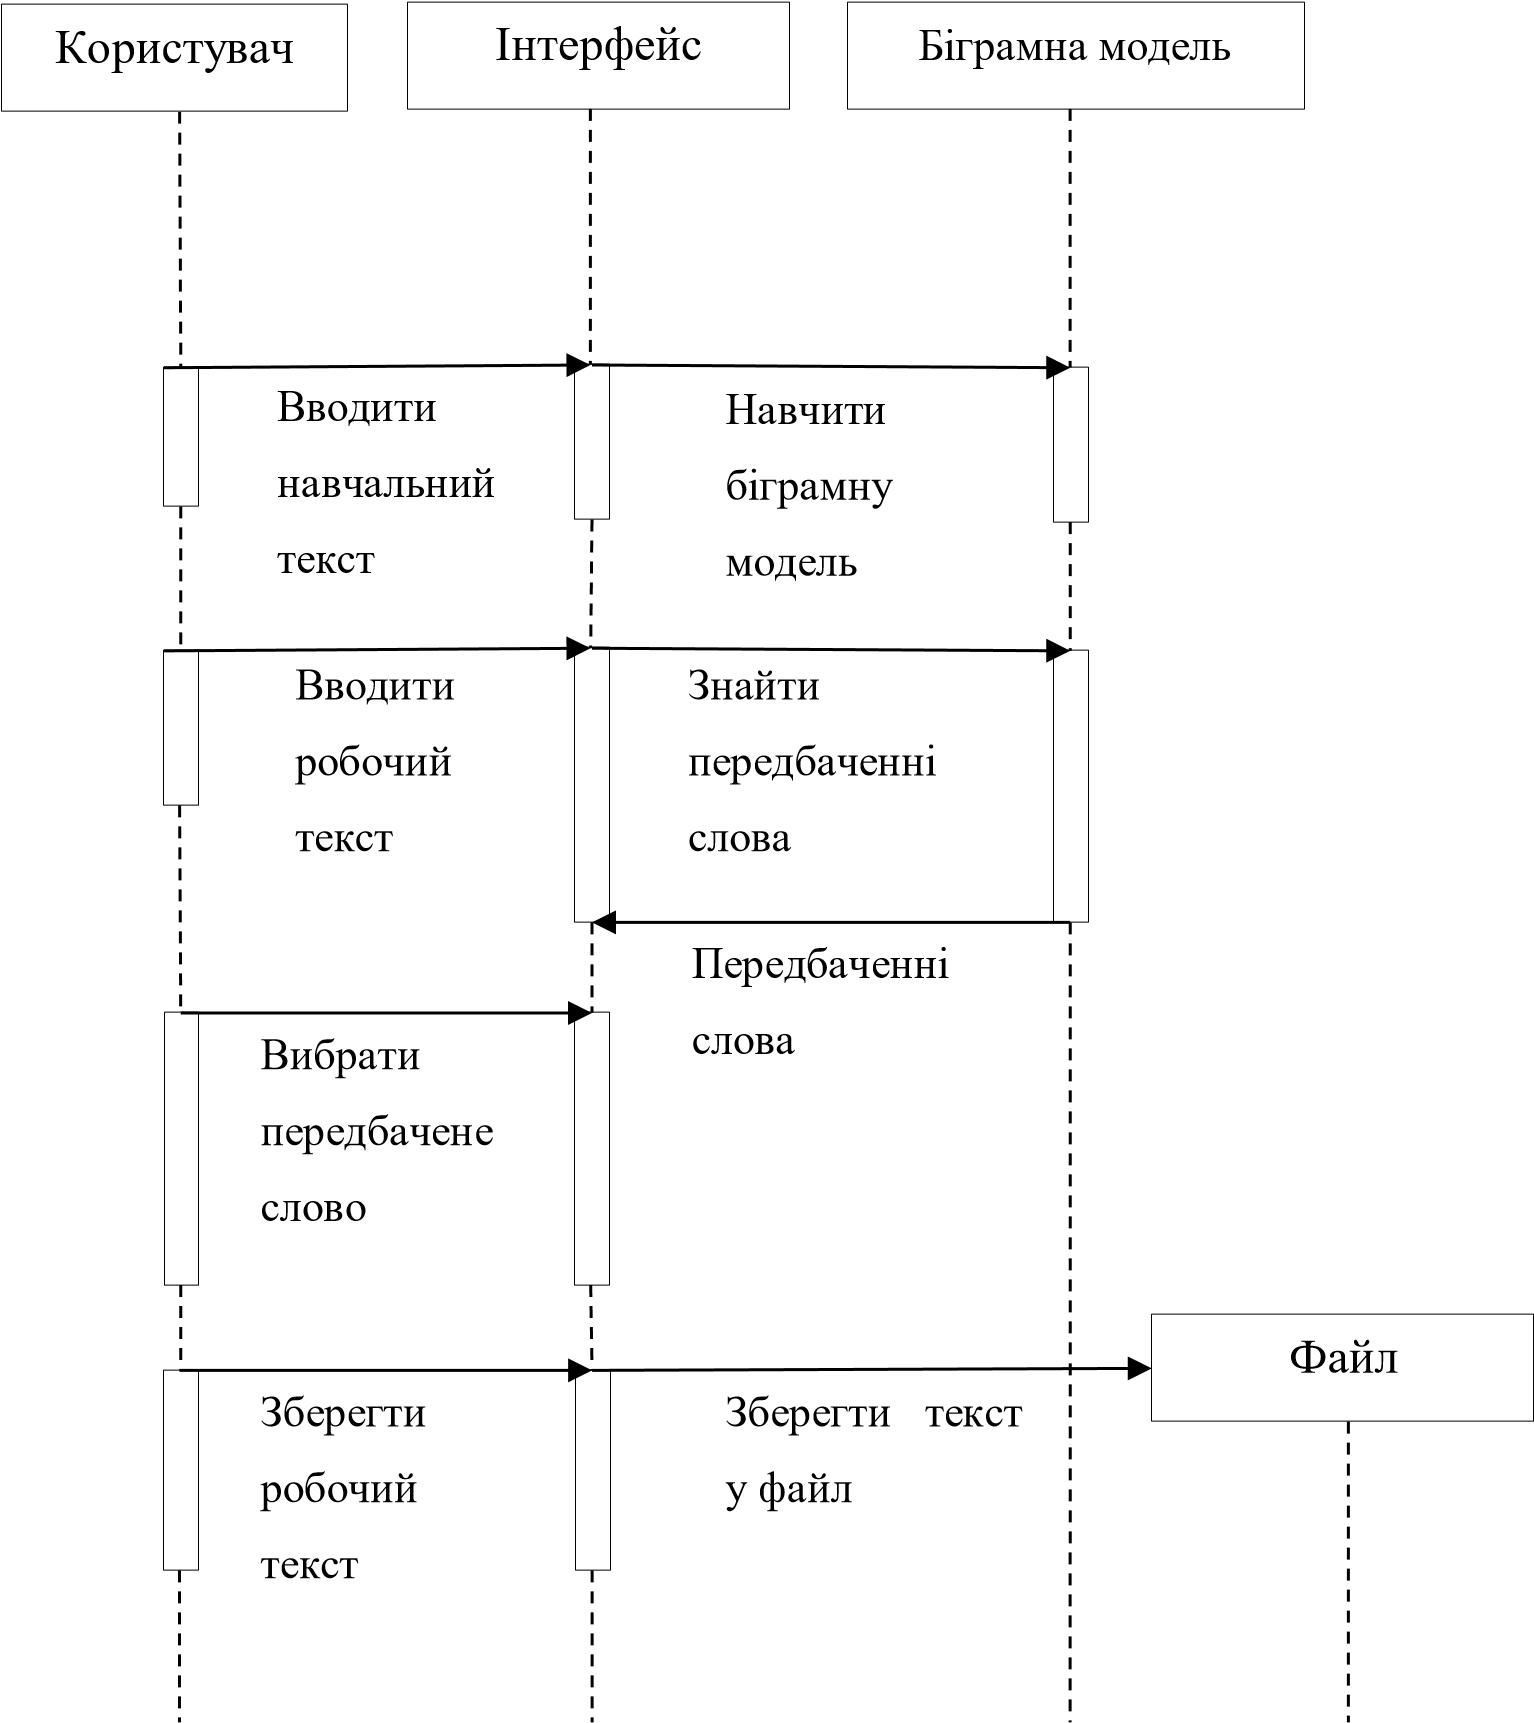 Користувач
Інтерфейс
Біграмна модель
Вводити
навчальний
текст
Навчити
біграмну
модель
Вводити
робочий
текст
Знайти
передбаченні
слова
Передбаченні
слова
Вибрати
передбачене
слово
Файл
Зберегти
робочий
текст
Зберегти текст
у файл